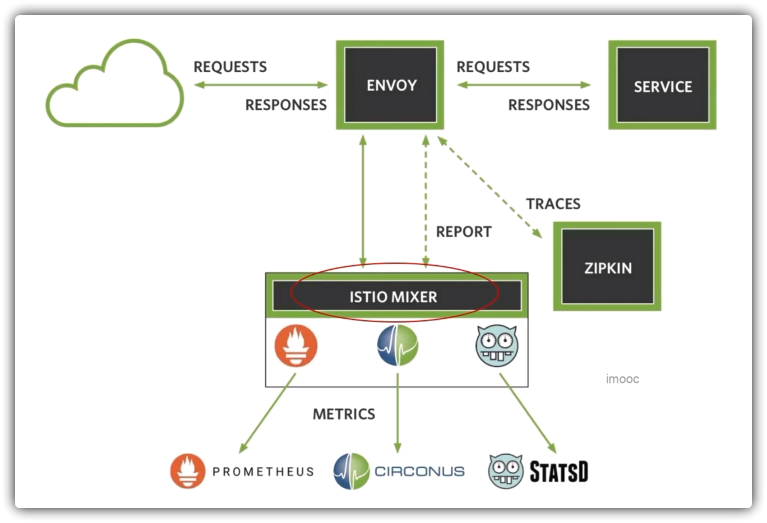 REQUESTS
RESPONSES
ENVOY
REQUESTS
RESPONSES
SERVICE
TRACES
REPORT
ZIPKIN
ISTIO MIXER
imooc
METRICS
PROMETHEUS
CIRCONUS
STATSD